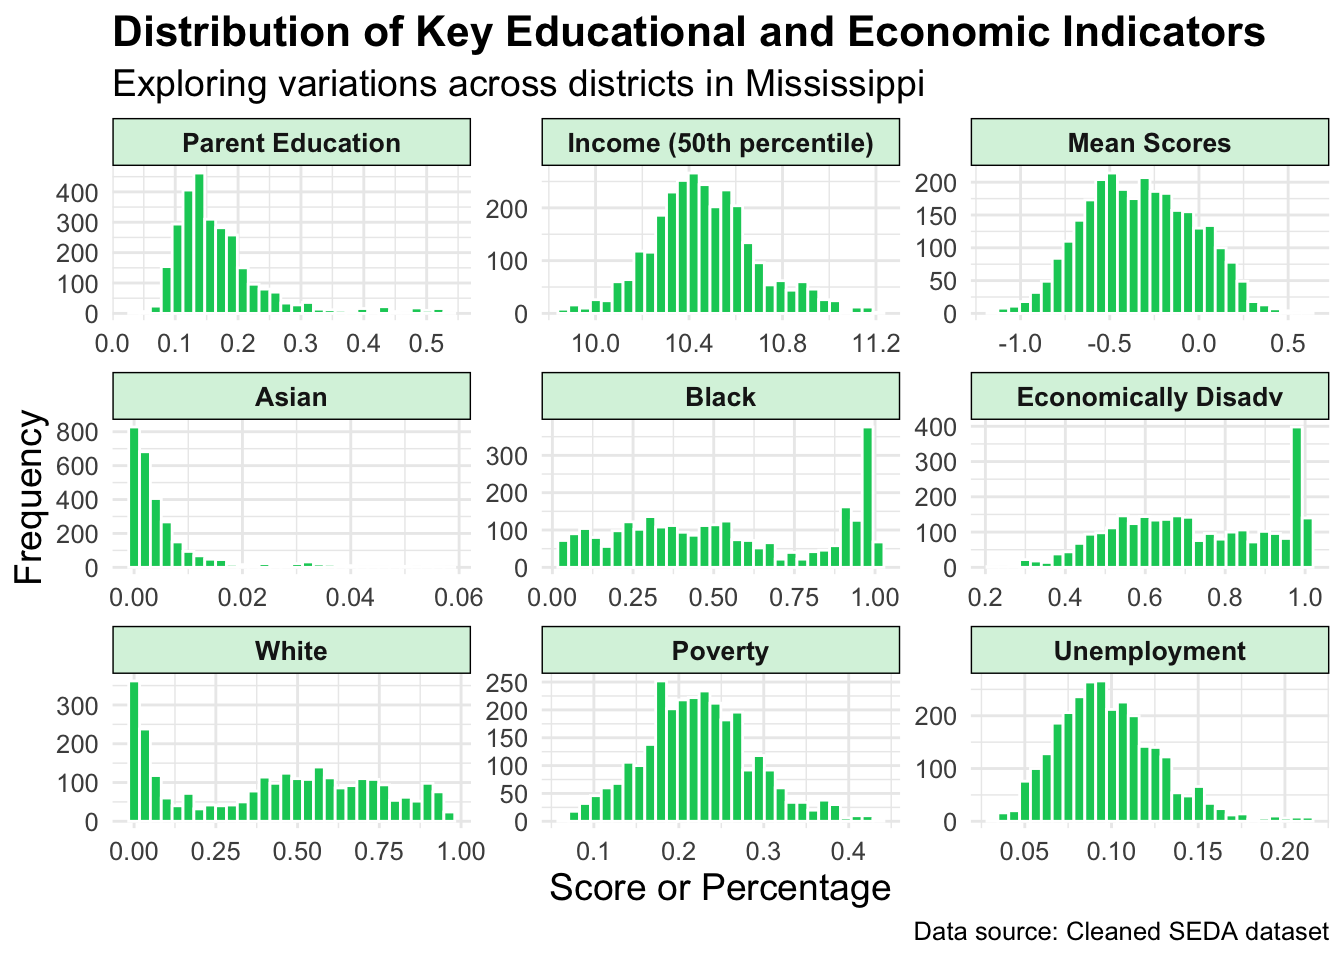 Distribution of Key Educational and Economic Indicators
Exploring variations across districts in Mississippi
Parent Education
Income (50th percentile)
Mean Scores
400
300
200
100
0
0.0 0.1 0.2 0.3 0.4 0.5
200
100
0
10.0 10.4 10.8 11.2
200
150
100
50
0
-1.0 -0.5 0.0 0.5
Asian
Black
Economically Disadv
800
600
400
200
0
0.00 0.02 0.04 0.06
300
200
100
0
0.00 0.25 0.50 0.75 1.00
400
300
200
100
0
0.2 0.4 0.6 0.8 1.0
White
Poverty
Unemployment
300
200
100
0
0.00 0.25 0.50 0.75 1.00
250
200
150
100
50
0
0.1 0.2 0.3 0.4
200
100
0
0.05 0.10 0.15 0.20
Frequency
Score or Percentage
Data source: Cleaned SEDA dataset